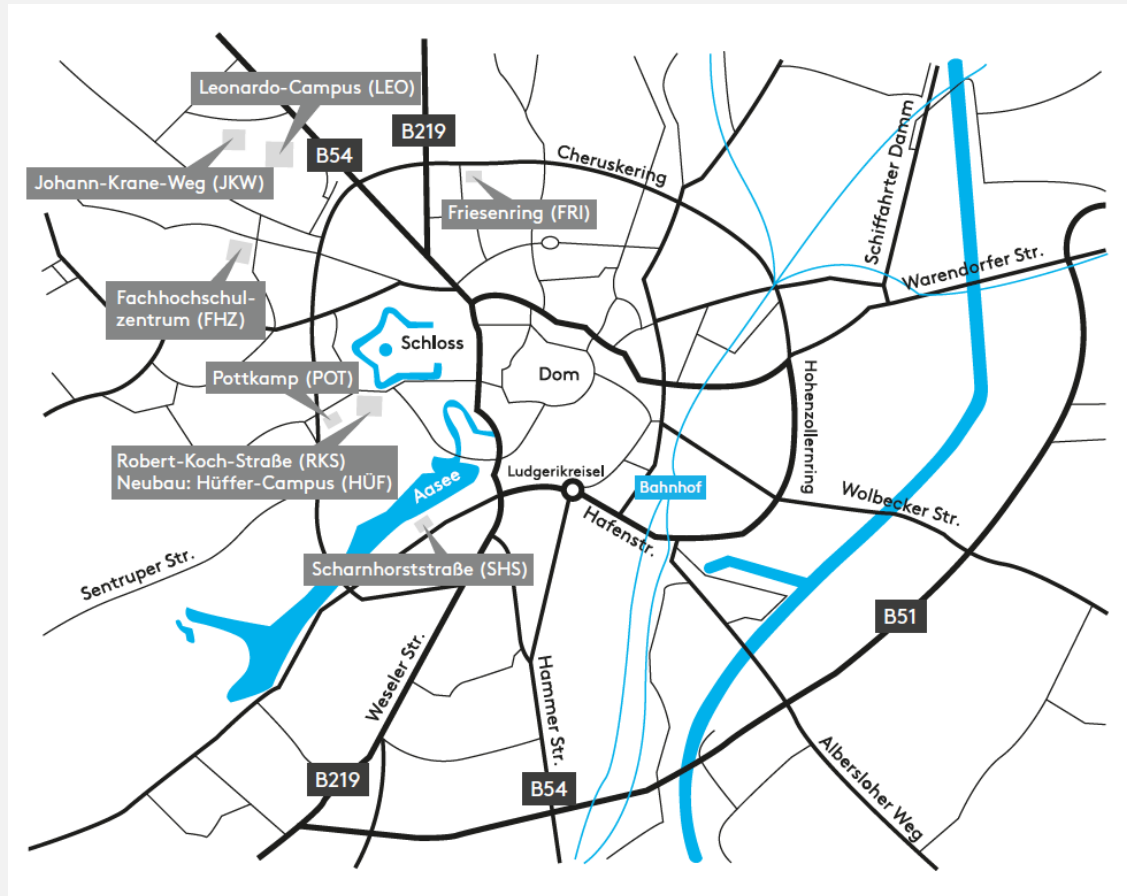 Leonardo-Campus (LEO)
B219
B54
Johann-Krane-Weg (JKW)
Cheruskering
Friesenring (FRI)
Schiffahrter Damm
Warendorfer Str.
Fachhochschul-
zentrum (FHZ)
Schloss
Dom
Pottkamp (POT)
Hohenzollernring
Robert-Koch-Straße (RKS)
Neubau: Hüffer-Campus (HÜF)
Aasee
Ludgerikreisel
Bahnhof
Wolbecker Str.
Hafenstr.
Sentruper Str.
Scharnhorststraße (SHS)
B51
Weseler Str.
Hammer Str.
B219
B54
Albersloher Weg